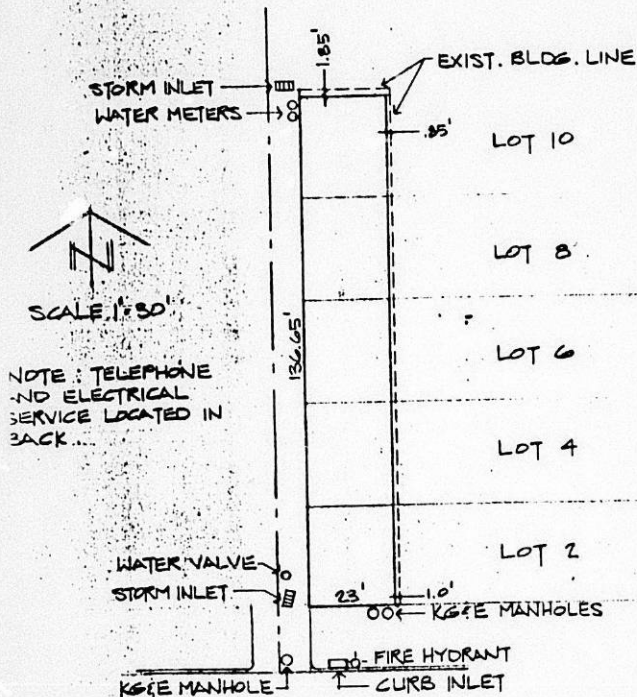 1.85'
EXIST. BLDG. LINE
STORM INLET
WATER METERS
.85'
LOT 10
N
LOT 8
SCALE 1"=30'
136.65'
LOT 6
NOTE: TELEPHONE
AND ELECTRICAL
SERVICE LOCATED IN
BACK...
LOT 4
WATER VALVE
LOT 2
STORM INLET
23'
1.0'
KG&E MANHOLES
FIRE HYDRANT
KG&E MANHOLE
CURB INLET